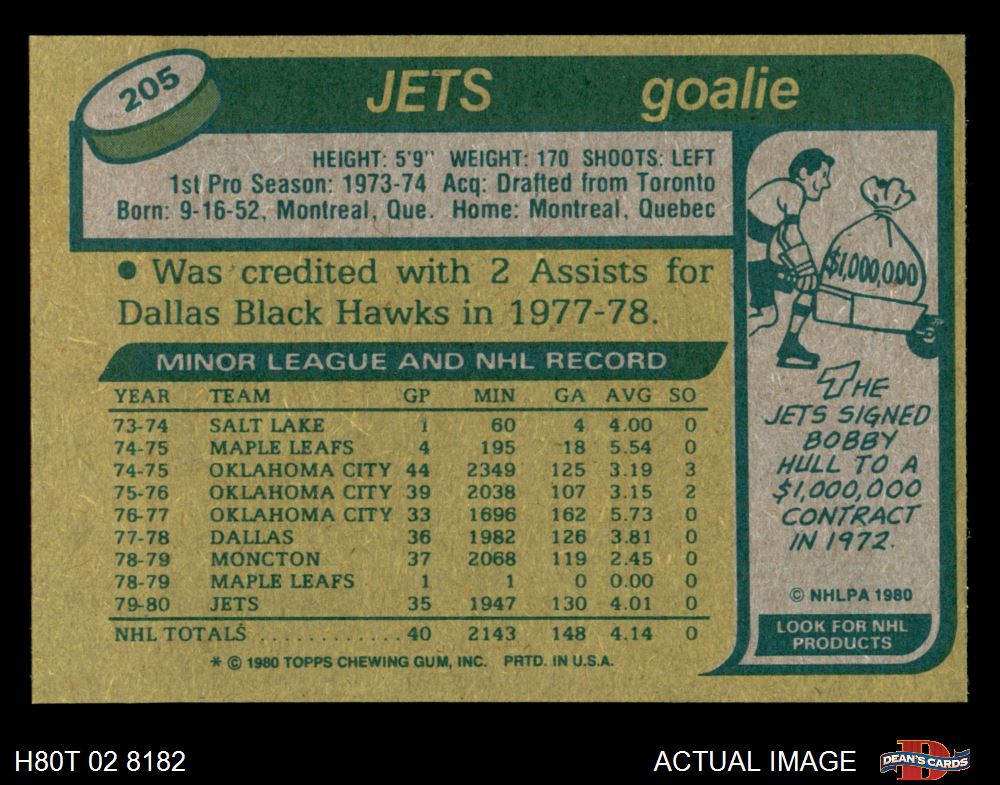 205
JETS goalie
HEIGHT: 5'9" WEIGHT: 170 SHOOTS: LEFT
1st Pro Season: 1973-74 Acq: Drafted from Toronto
Born: 9-16-52, Montreal, Que. Home: Montreal, Quebec
• Was credited with 2 Assists for
Dallas Black Hawks in 1977-78.
MINOR LEAGUE AND NHL RECORD
YEAR TEAM GP MIN GA AVG SO
73-74 SALT LAKE 1 60 4 4.00 0
74-75 MAPLE LEAFS 4 195 18 5.54 0
74-75 OKLAHOMA CITY 44 2349 125 3.19 3
75-76 OKLAHOMA CITY 39 2038 107 3.15 2
76-77 OKLAHOMA CITY 33 1696 162 5.73 0
77-78 DALLAS 36 1982 126 3.81 0
78-79 MONCTON 37 2068 119 2.45 0
78-79 MAPLE LEAFS 1 1 0 0.00 0
79-80 JETS 35 1947 130 4.01 0
NHL TOTALS ............ 40 2143 148 4.14 0
* © 1980 TOPPS CHEWING GUM, INC. PRTD. IN U.S.A.
$1,000,000
THE
JETS SIGNED
BOBBY
HULL TO A
$1,000,000
CONTRACT
IN 1972.
© NHLPA 1980
LOOK FOR NHL
PRODUCTS
H80T 02 8182
ACTUAL IMAGE
D
DEAN'S CARDS